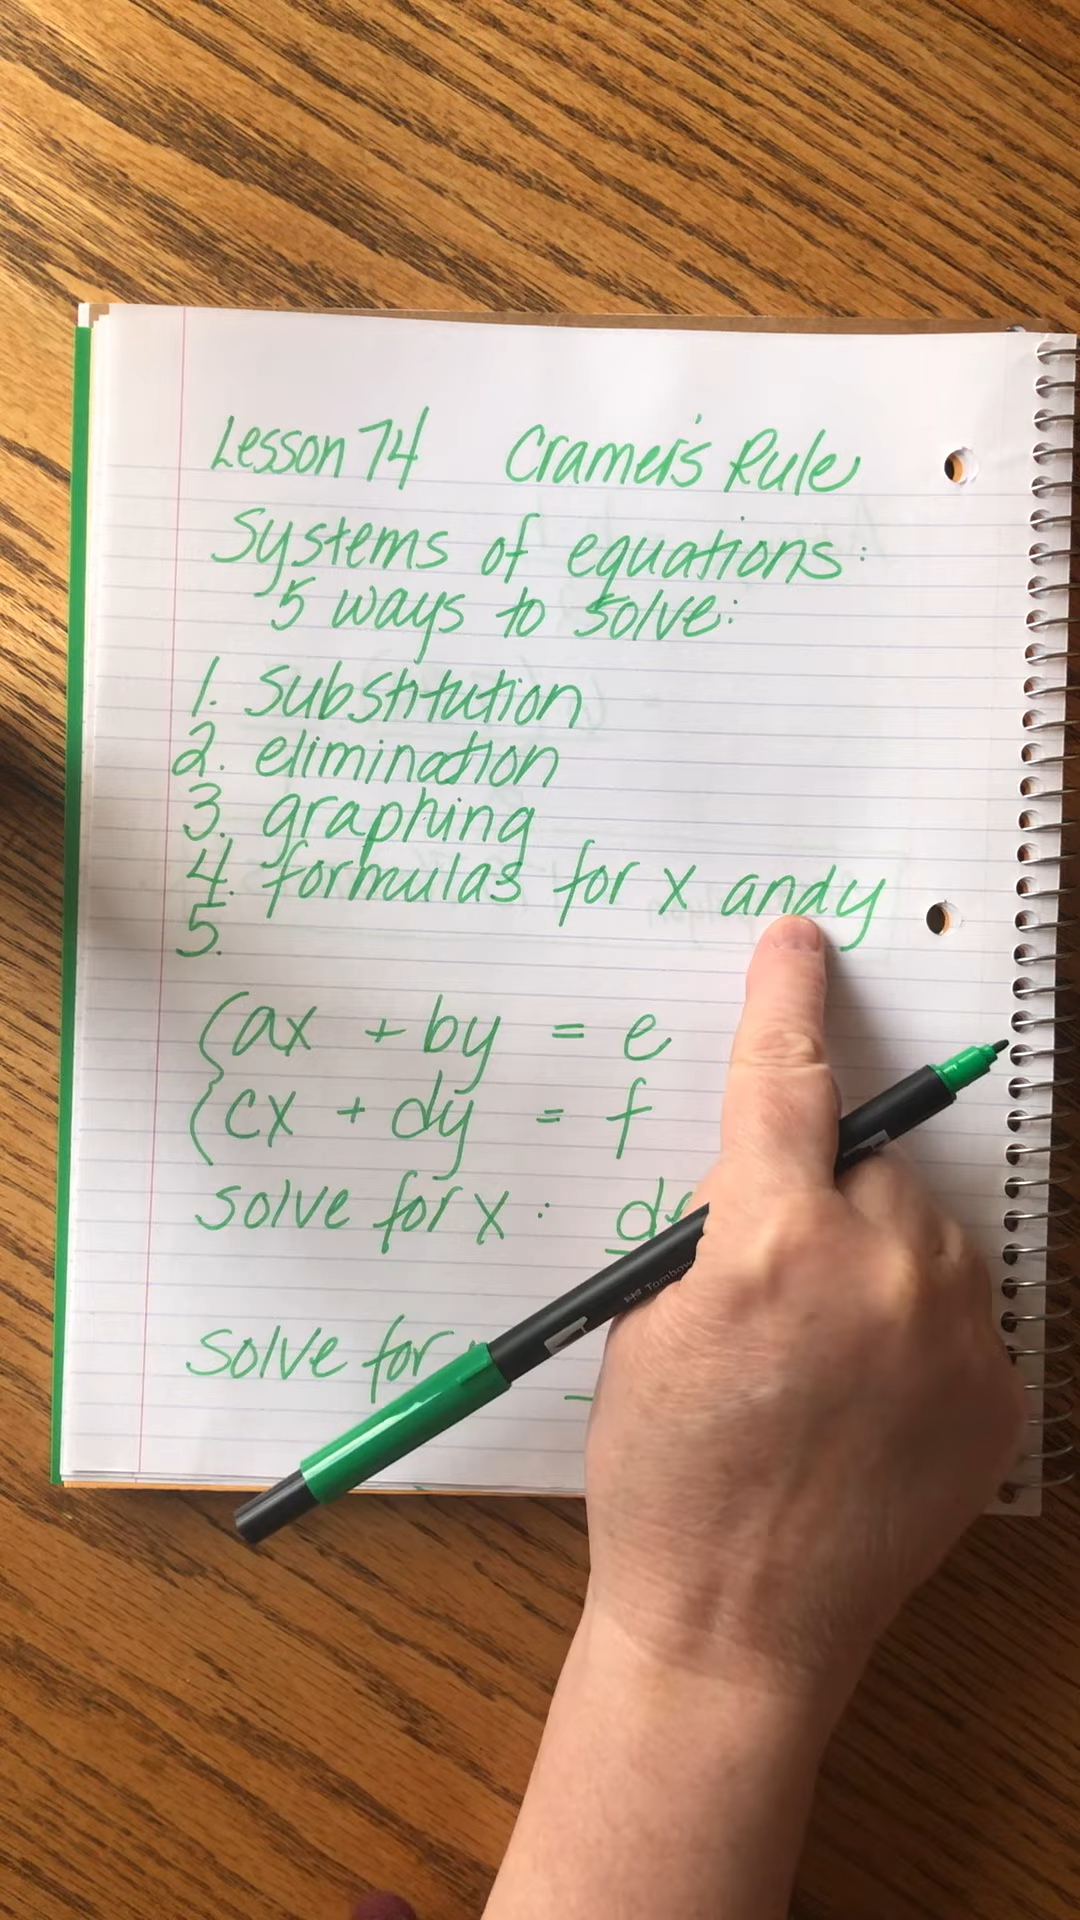 Lesson 74 Cramer's Rule
Systems of equations:
5 ways to solve:
1. substitution
2. elimination
3. graphing
4. formulas for x and y
5.
ax + by = e
cx + dy = f
solve for x:
solve for
Tombow